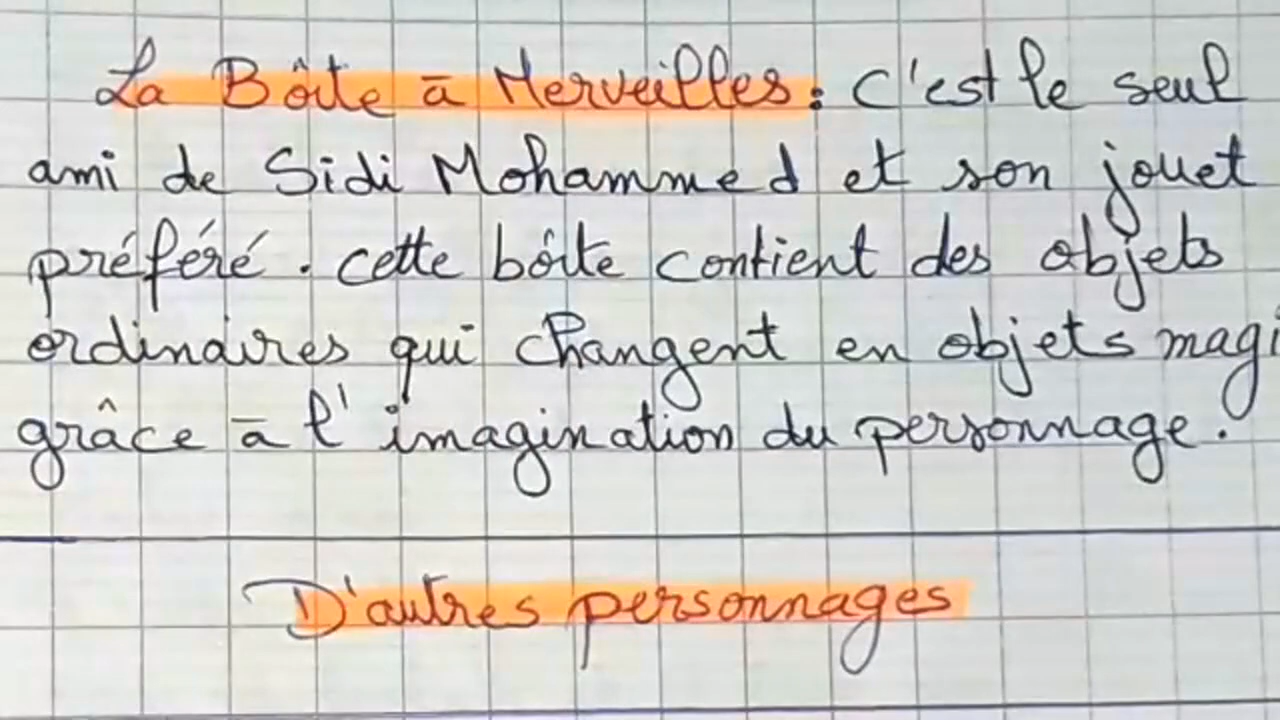 La Boîte à Merveilles : c'est le seul
ami de Sidi Mohammed et son jouet
préféré. cette boîte contient des objets
ordinaires qui changent en objets magi
grâce à l'imagination du personnage.
D'autres personnages